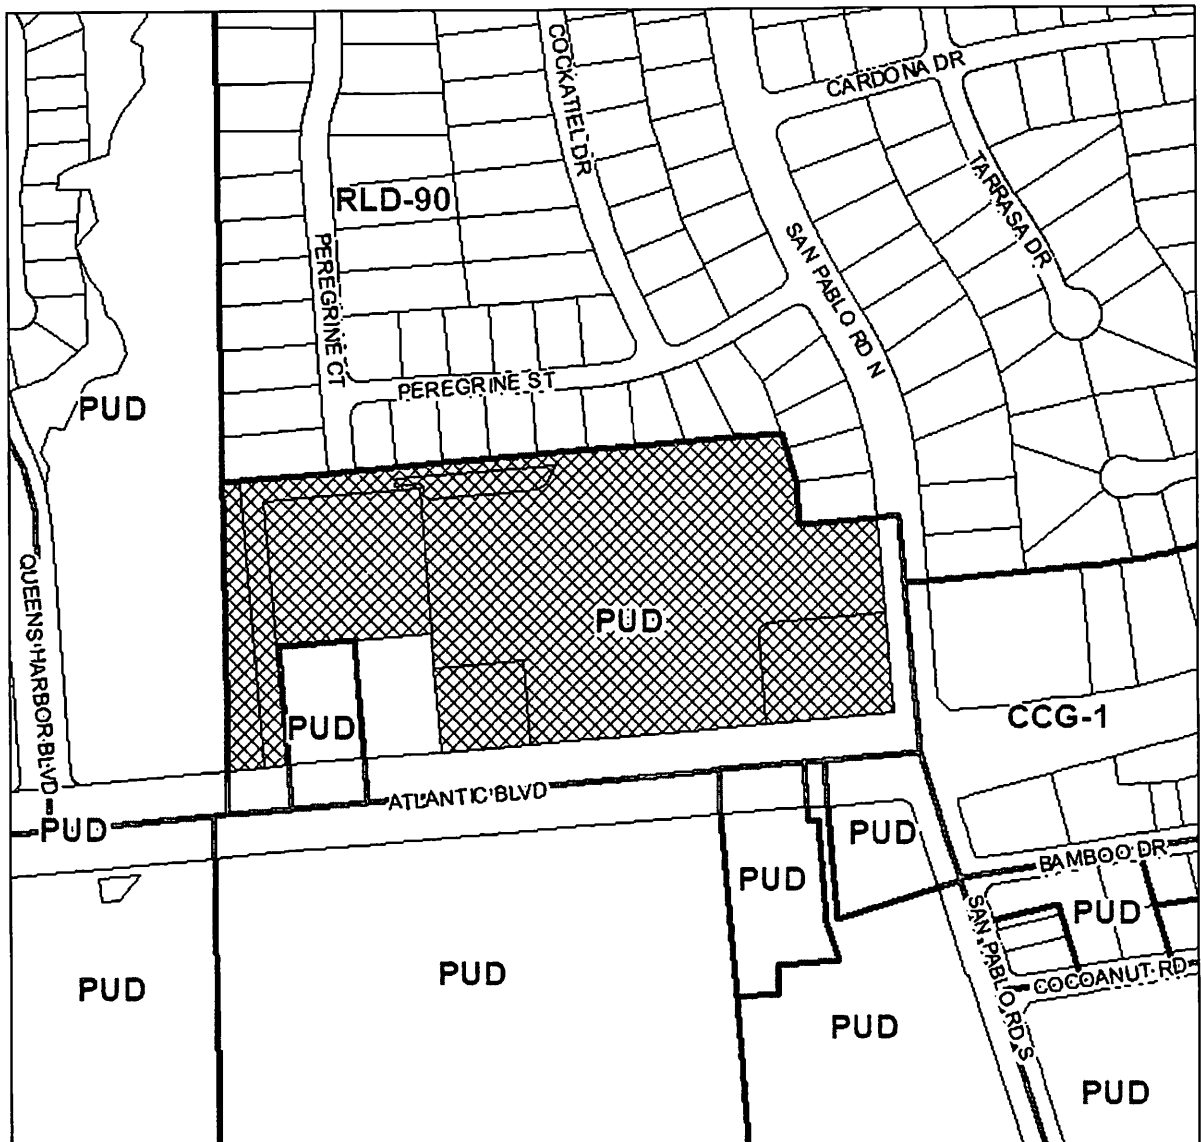 COCKATIEL DR
CARDONA DR
TARRASA DR
RLD-90
PEREGRINE CT
SAN PABLO RD N
PEREGRINE ST
PUD
QUEENS HARBOR BLVD
PUD
PUD
CCG-1
ATLANTIC BLVD
PUD
PUD
BAMBOO DR
PUD
PUD
SAN PABLO RD S
PUD
PUD
COCOANUT RD
PUD
PUD